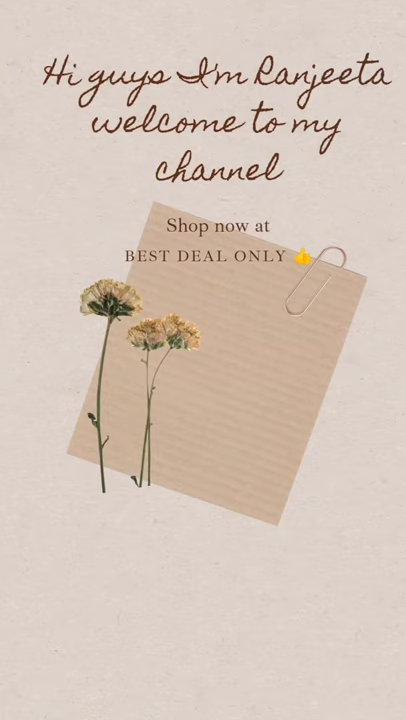 Hi guys I'm Ranjeeta
welcome to my
channel
Shop now at
BEST DEAL ONLY 👍